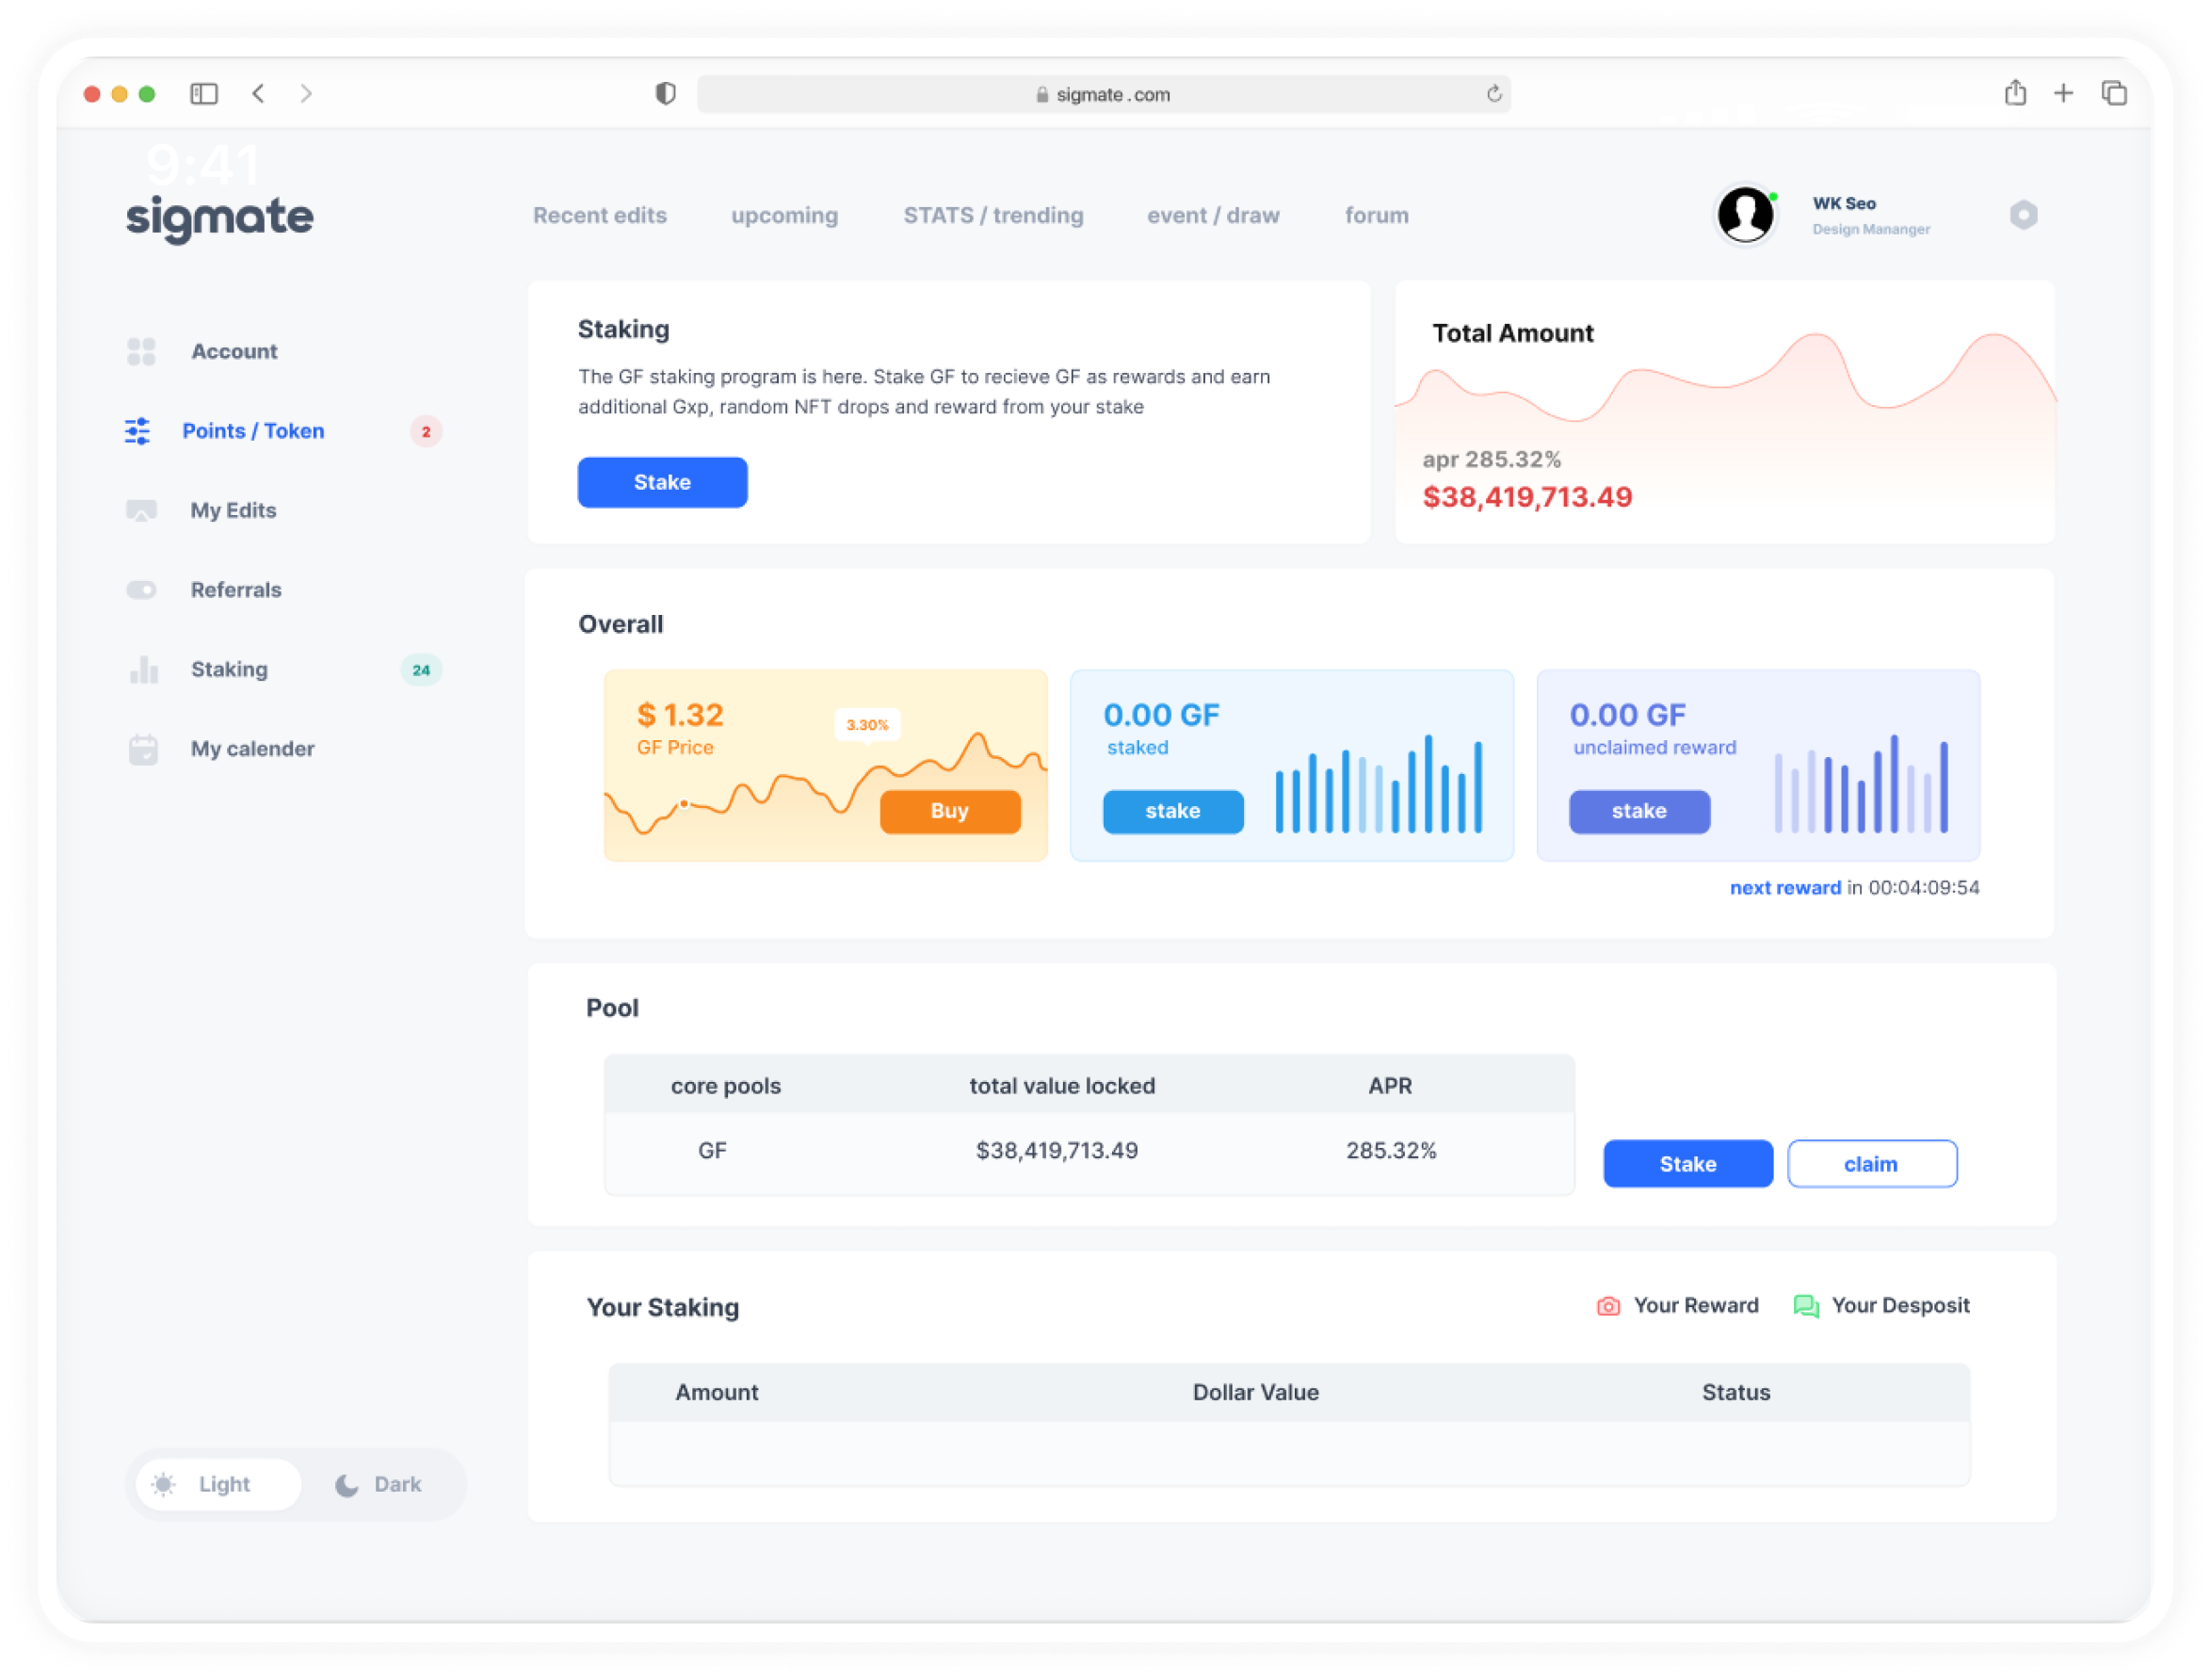 sigmate.com
9:41
sigmate
Recent edits
upcoming
STATS / trending
event / draw
forum
WK Seo
Design Mananger
Account
Points / Token
2
My Edits
Referrals
Staking
24
My calender
Light
Dark
Staking
The GF staking program is here. Stake GF to recieve GF as rewards and earn
additional Gxp, random NFT drops and reward from your stake
Stake
Total Amount
apr 285.32%
$38,419,713.49
Overall
$ 1.32
GF Price
3.30%
Buy
0.00 GF
staked
stake
0.00 GF
unclaimed reward
stake
next reward in 00:04:09:54
Pool
core pools
total value locked
APR
GF
$38,419,713.49
285.32%
Stake
claim
Your Staking
Your Reward
Your Desposit
Amount
Dollar Value
Status